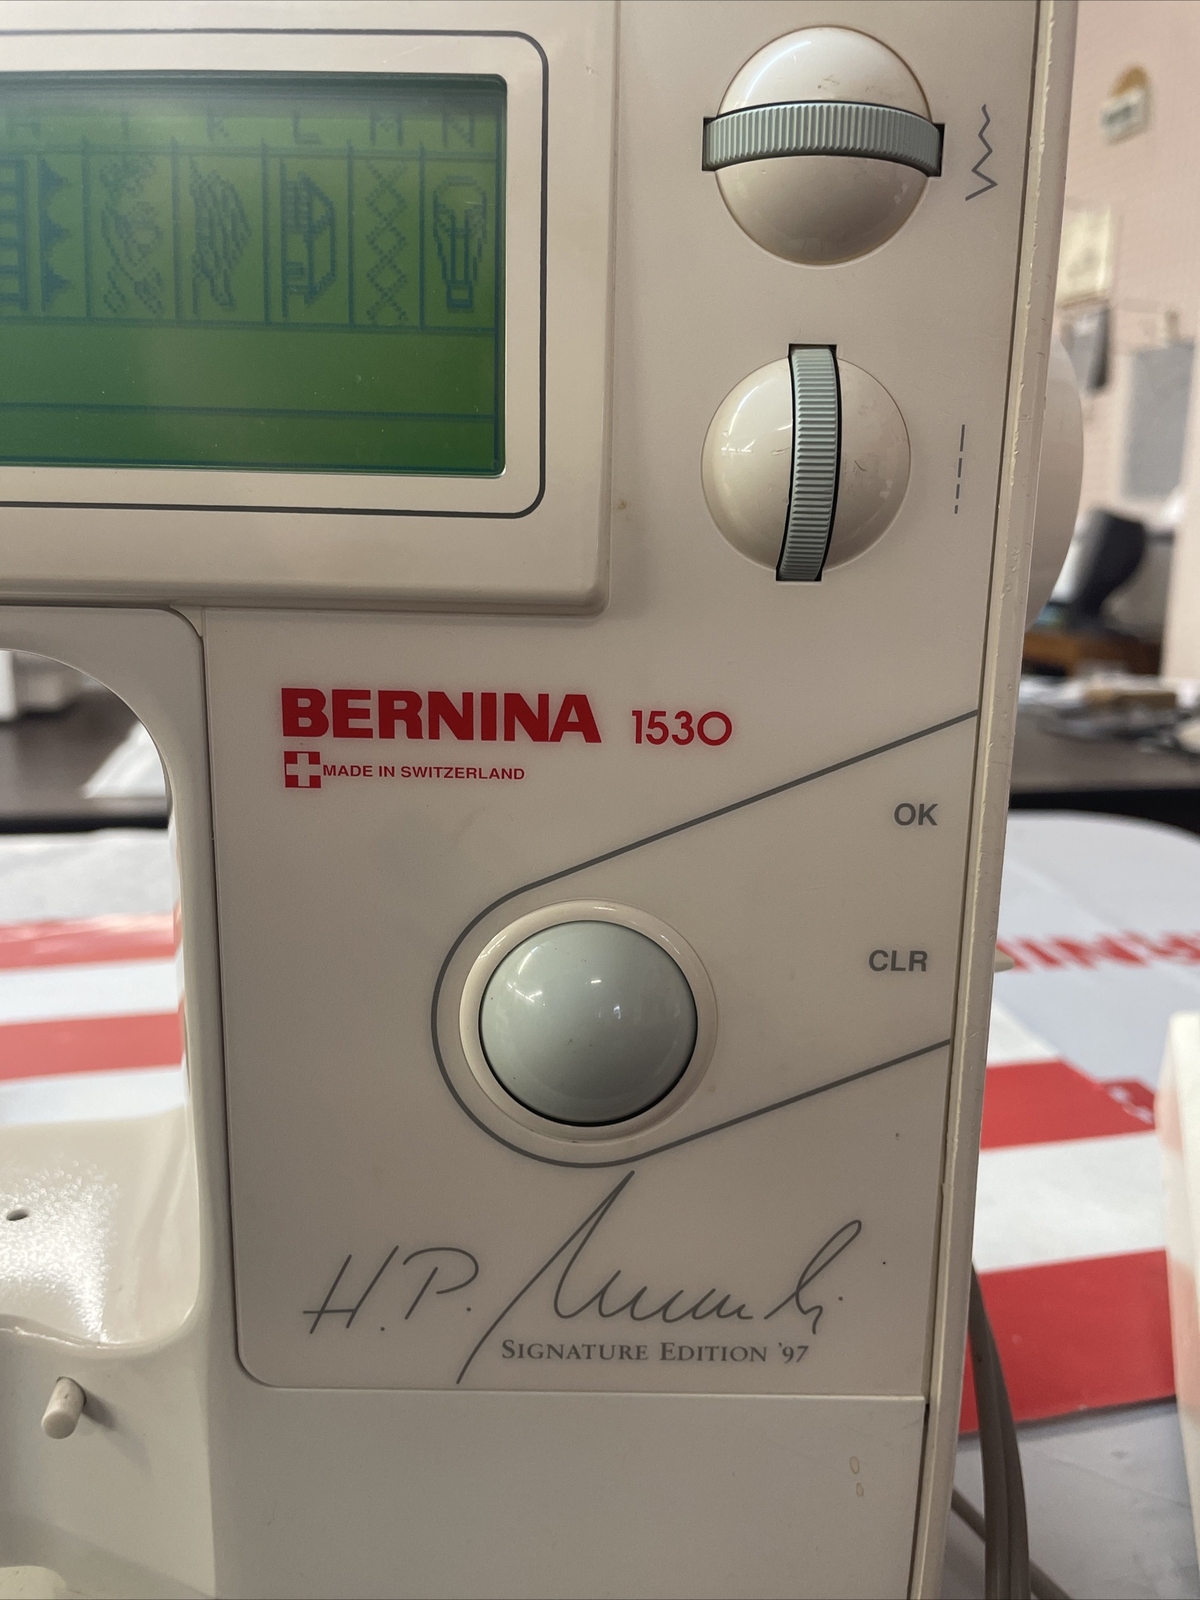 K L M N
BERNINA 1530
MADE IN SWITZERLAND
OK
CLR
H.P.
SIGNATURE EDITION '97